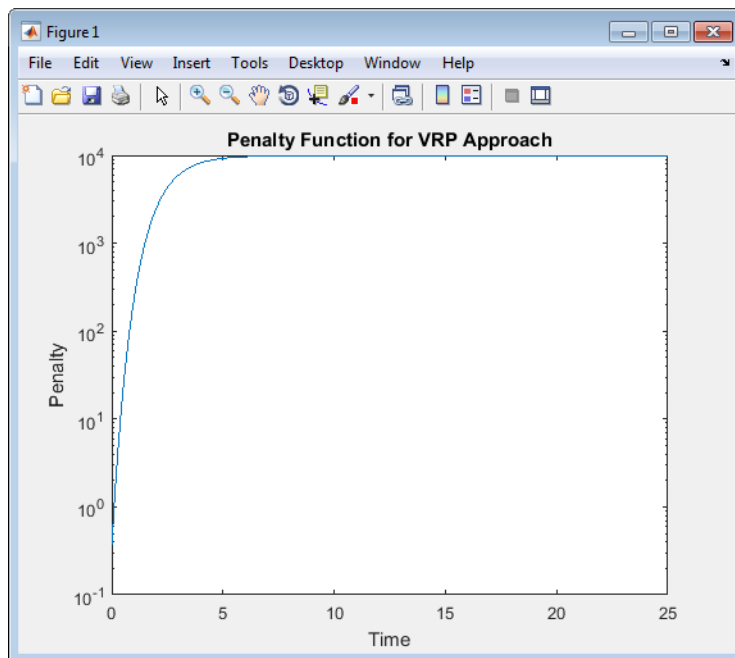 Figure 1
File Edit View Insert Tools Desktop Window Help
Penalty Function for VRP Approach
10^4
10^3
10^2
10^1
10^0
10^-1
Penalty
0 5 10 15 20 25
Time